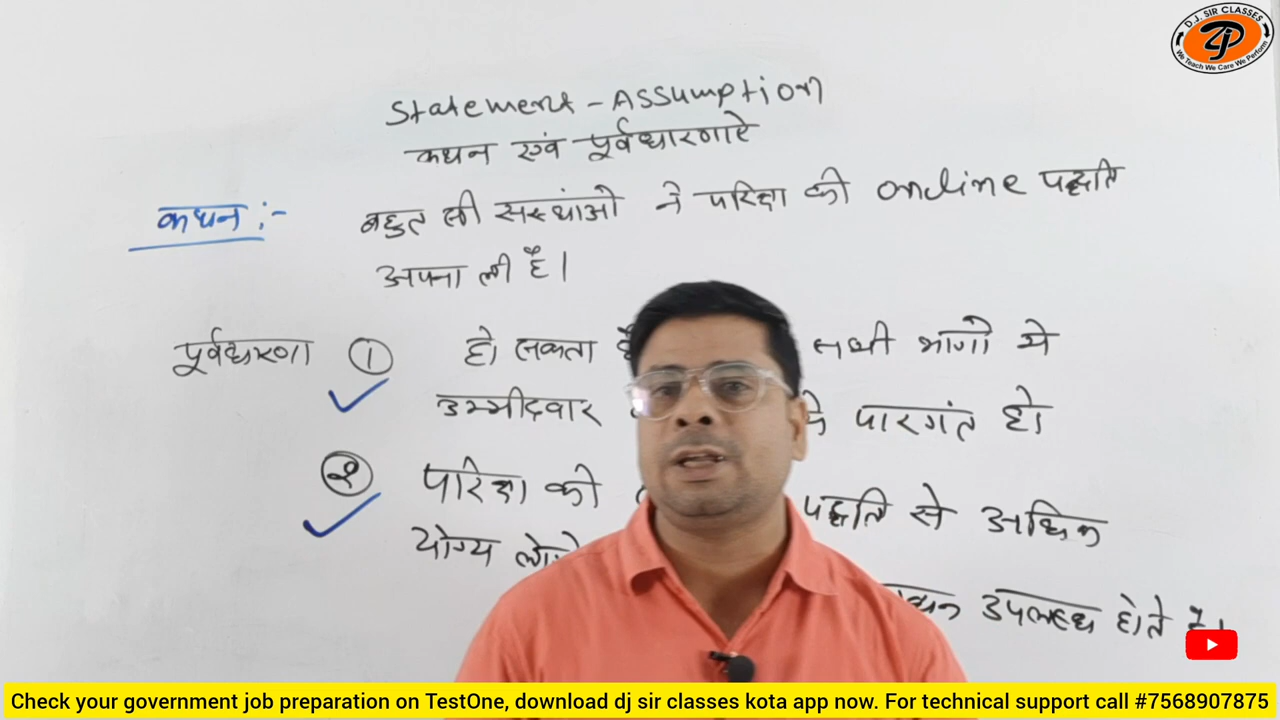 D.J. SIR CLASSES
We Teach We Care We Perform
Statement - Assumption
कथन एवं पूर्वधारणाऐ
कथन :- बहुत सी संस्थांओ ने परिक्षा की online पद्धति
अपना ली है।
पूर्वधारणा ① हो सकता सभी भागों मे
उम्मीदवार पारगंत हो
② परिक्षा की पद्धति से अधिक
योग्य उपलब्ध होते है।
Check your government job preparation on TestOne, download dj sir classes kota app now. For technical support call #7568907875